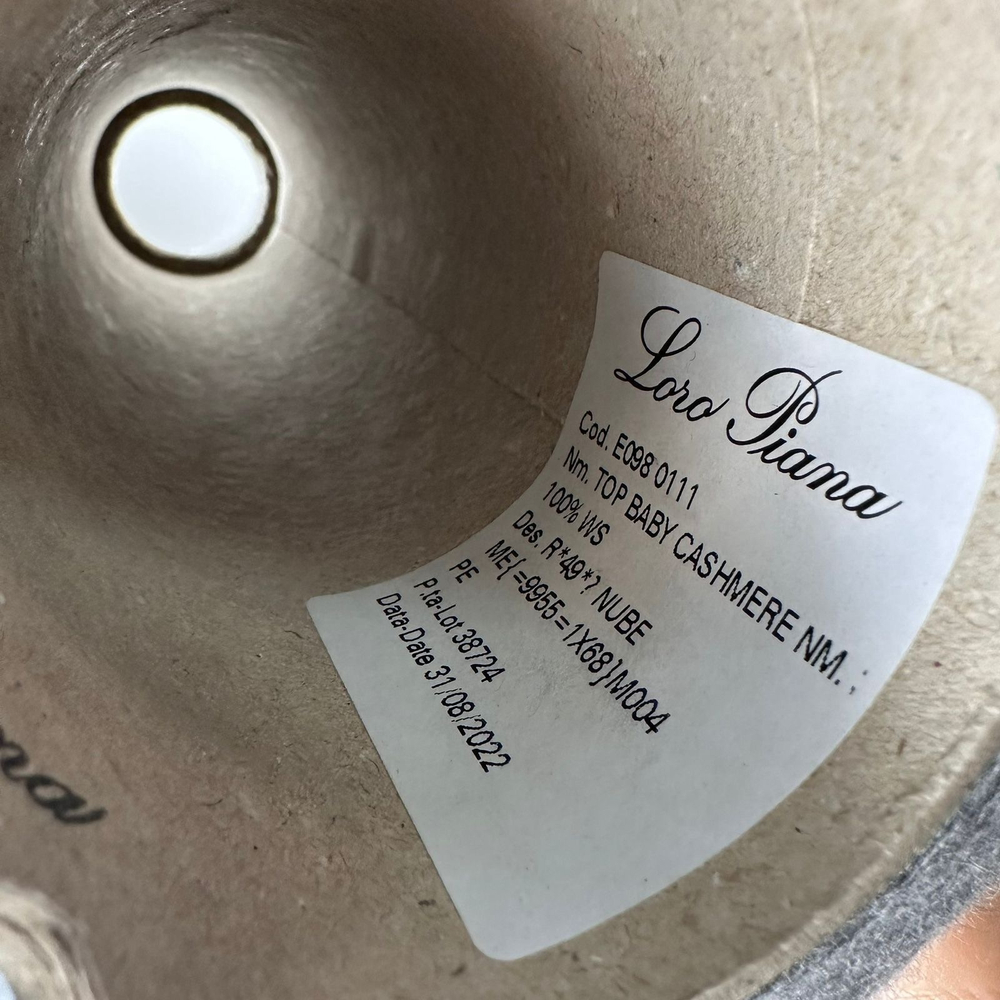 Loro Piana
Cod. E098 0111
Nm. TOP BABY CASHMERE NM. ;
100% WS
Des. R*49*? NUBE
ME{=9955=1X68}M004
PE
P.ta-Lot 38724
Data-Date 31/08/2022